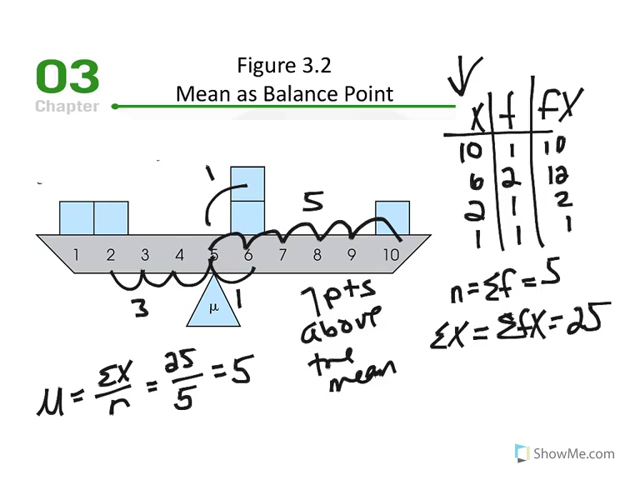 03
Chapter
Figure 3.2
Mean as Balance Point
X f fX
10 1 10
6 2 12
2 1 2
1 1 1
1
5
1 2 3 4 5 6 7 8 9 10
3
μ
1
7 pts
above
the
mean
n = Σf = 5
ΣX = ΣfX = 25
μ = ΣX/n = 25/5 = 5
ShowMe.com